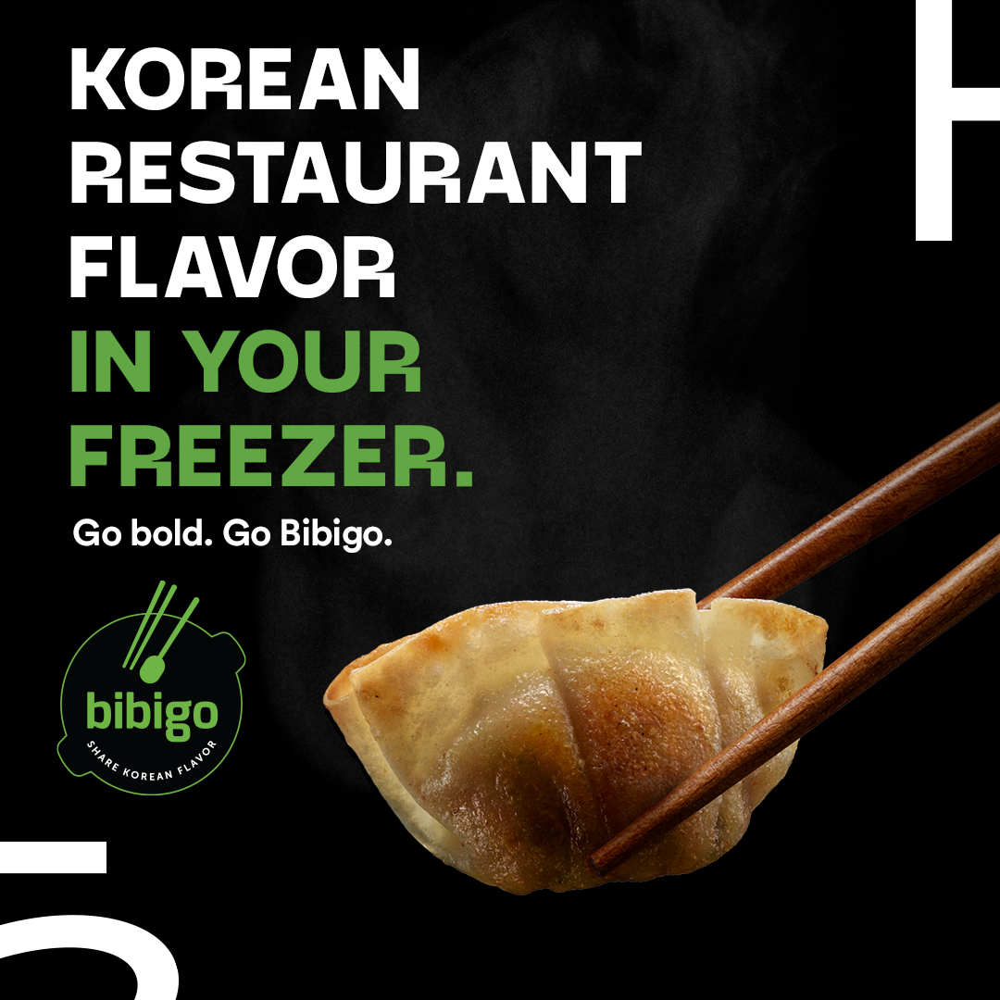 KOREAN
RESTAURANT
FLAVOR
IN YOUR
FREEZER.
Go bold. Go Bibigo.
bibigo
SHARE KOREAN FLAVOR